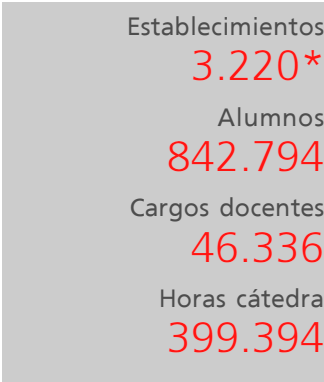 Establecimientos
3.220*
Alumnos
842.794
Cargos docentes
46.336
Horas cátedra
399.394